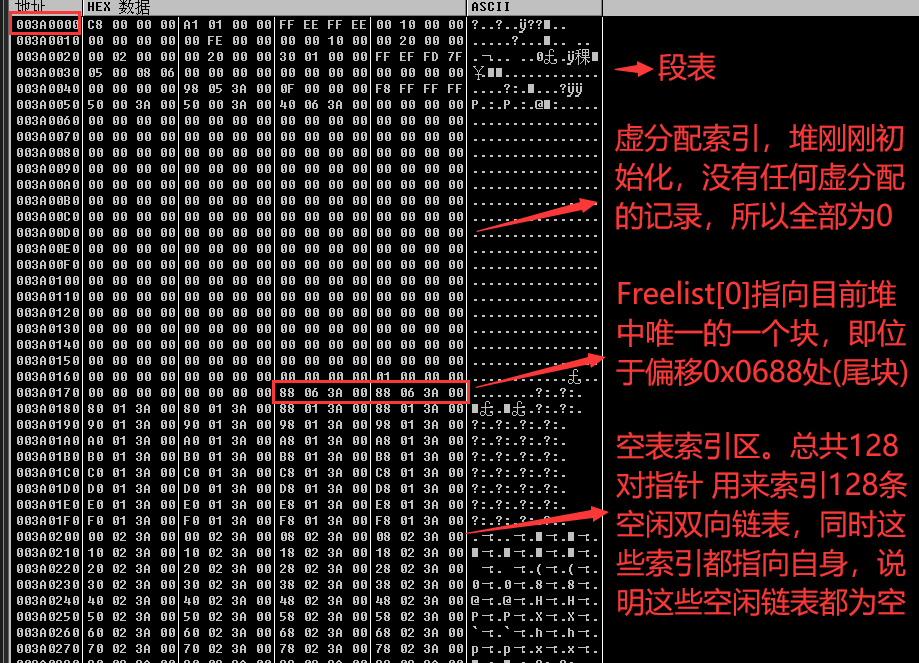 地址 HEX 数据 ASCII
003A0000 C8 00 00 00 A1 01 00 00 FF EE FF EE 00 10 00 00
003A0010 00 00 00 00 00 FE 00 00 00 00 10 00 00 20 00 00
003A0020 00 02 00 00 00 20 00 00 30 01 00 00 FF EF FD 7F
003A0030 05 00 08 06 00 00 00 00 00 00 00 00 00 00 00 00
003A0040 00 00 00 00 98 05 3A 00 0F 00 00 00 F8 FF FF FF
003A0050 50 00 3A 00 50 00 3A 00 40 06 3A 00 00 00 00 00
003A0060 00 00 00 00 00 00 00 00 00 00 00 00 00 00 00 00 ................
003A0070 00 00 00 00 00 00 00 00 00 00 00 00 00 00 00 00 ................
003A0080 00 00 00 00 00 00 00 00 00 00 00 00 00 00 00 00 ................
003A0090 00 00 00 00 00 00 00 00 00 00 00 00 00 00 00 00 ................
003A00A0 00 00 00 00 00 00 00 00 00 00 00 00 00 00 00 00 ................
003A00B0 00 00 00 00 00 00 00 00 00 00 00 00 00 00 00 00 ................
003A00C0 00 00 00 00 00 00 00 00 00 00 00 00 00 00 00 00 ................
003A00D0 00 00 00 00 00 00 00 00 00 00 00 00 00 00 00 00 ................
003A00E0 00 00 00 00 00 00 00 00 00 00 00 00 00 00 00 00 ................
003A00F0 00 00 00 00 00 00 00 00 00 00 00 00 00 00 00 00 ................
003A0100 00 00 00 00 00 00 00 00 00 00 00 00 00 00 00 00 ................
003A0110 00 00 00 00 00 00 00 00 00 00 00 00 00 00 00 00 ................
003A0120 00 00 00 00 00 00 00 00 00 00 00 00 00 00 00 00 ................
003A0130 00 00 00 00 00 00 00 00 00 00 00 00 00 00 00 00 ................
003A0140 00 00 00 00 00 00 00 00 00 00 00 00 00 00 00 00 ................
003A0150 00 00 00 00 00 00 00 00 00 00 00 00 00 00 00 00 ................
003A0160 00 00 00 00 00 00 00 00 00 00 00 00 01 00 00 00
003A0170 00 00 00 00 00 00 00 00 88 06 3A 00 88 06 3A 00
003A0180 80 01 3A 00 80 01 3A 00 88 01 3A 00 88 01 3A 00
003A0190 90 01 3A 00 90 01 3A 00 98 01 3A 00 98 01 3A 00
003A01A0 A0 01 3A 00 A0 01 3A 00 A8 01 3A 00 A8 01 3A 00
003A01B0 B0 01 3A 00 B0 01 3A 00 B8 01 3A 00 B8 01 3A 00
003A01C0 C0 01 3A 00 C0 01 3A 00 C8 01 3A 00 C8 01 3A 00
003A01D0 D0 01 3A 00 D0 01 3A 00 D8 01 3A 00 D8 01 3A 00
003A01E0 E0 01 3A 00 E0 01 3A 00 E8 01 3A 00 E8 01 3A 00
003A01F0 F0 01 3A 00 F0 01 3A 00 F8 01 3A 00 F8 01 3A 00
003A0200 00 02 3A 00 00 02 3A 00 08 02 3A 00 08 02 3A 00
003A0210 10 02 3A 00 10 02 3A 00 18 02 3A 00 18 02 3A 00
003A0220 20 02 3A 00 20 02 3A 00 28 02 3A 00 28 02 3A 00
003A0230 30 02 3A 00 30 02 3A 00 38 02 3A 00 38 02 3A 00
003A0240 40 02 3A 00 40 02 3A 00 48 02 3A 00 48 02 3A 00
003A0250 50 02 3A 00 50 02 3A 00 58 02 3A 00 58 02 3A 00
003A0260 60 02 3A 00 60 02 3A 00 68 02 3A 00 68 02 3A 00
003A0270 70 02 3A 00 70 02 3A 00 78 02 3A 00 78 02 3A 00
段表
虚分配索引，堆刚刚初
始化，没有任何虚分配
的记录，所以全部为0
Freelist[0]指向目前堆
中唯一的一个块，即位
于偏移0x0688处(尾块)
空表索引区。总共128
对指针 用来索引128条
空闲双向链表，同时这
些索引都指向自身，说
明这些空闲链表都为空